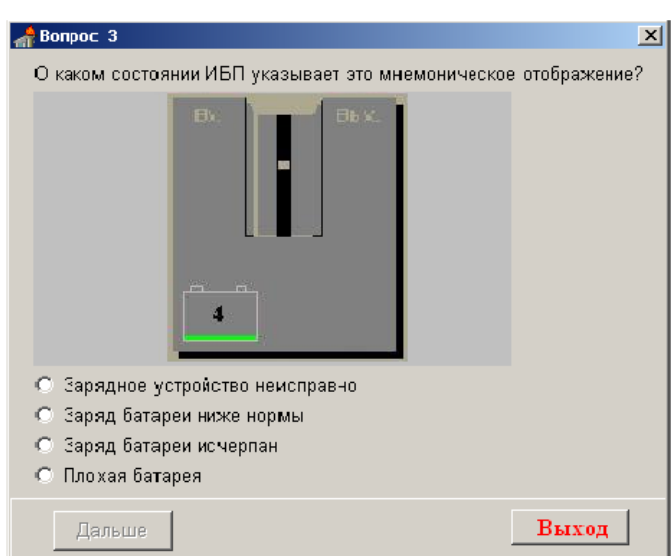 Вопрос 3
О каком состоянии ИБП указывает это мнемоническое отображение?
Вх. Вых.
4
Зарядное устройство неисправно
Заряд батареи ниже нормы
Заряд батареи исчерпан
Плохая батарея
Дальше Выход